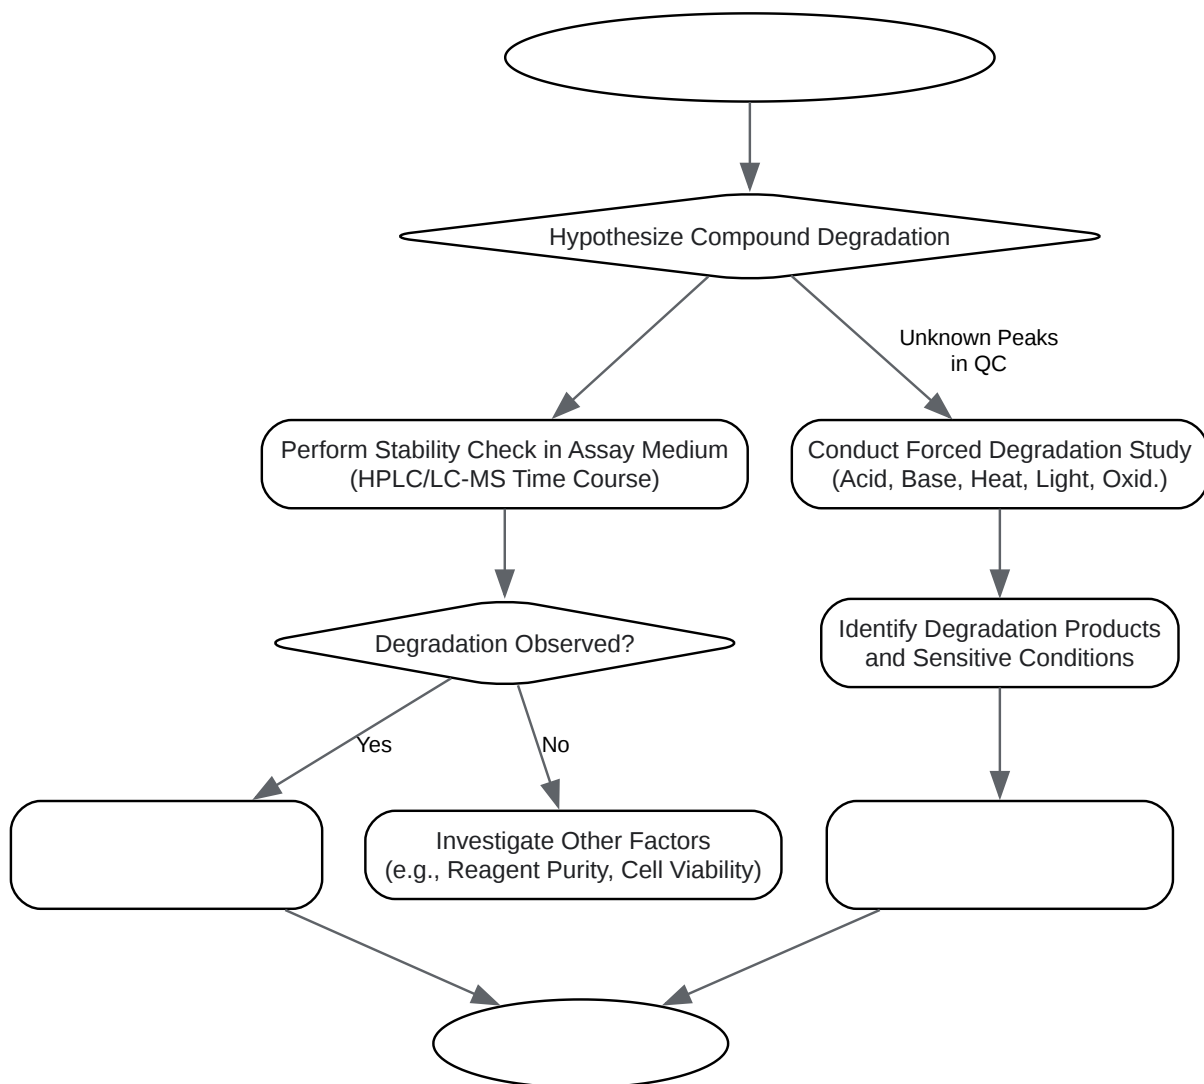 Hypothesize Compound Degradation
Unknown Peaks
in QC
Perform Stability Check in Assay Medium
(HPLC/LC-MS Time Course)
Conduct Forced Degradation Study
(Acid, Base, Heat, Light, Oxid.)
Degradation Observed?
Identify Degradation Products
and Sensitive Conditions
Yes
No
Investigate Other Factors
(e.g., Reagent Purity, Cell Viability)